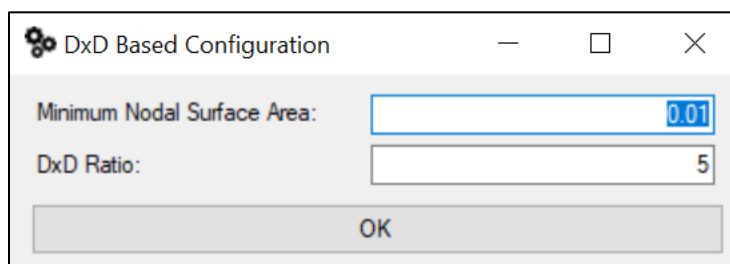 DxD Based Configuration
Minimum Nodal Surface Area: 0.01
DxD Ratio: 5
OK